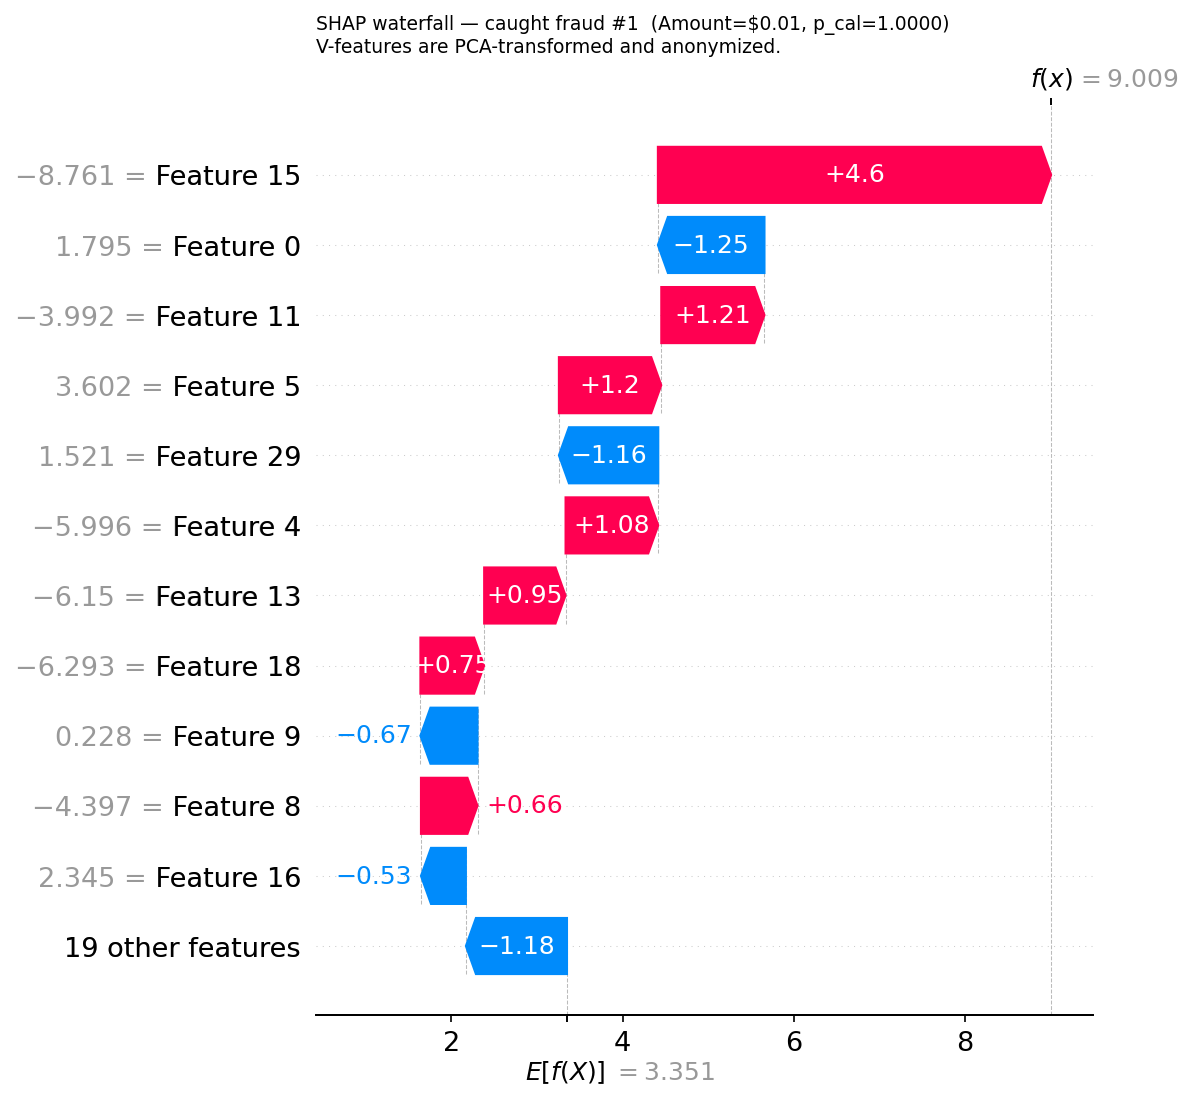 SHAP waterfall — caught fraud #1  (Amount=$0.01, p_cal=1.0000)
V-features are PCA-transformed and anonymized.
f(x) = 9.009
−8.761 = Feature 15 +4.6
1.795 = Feature 0 −1.25
−3.992 = Feature 11 +1.21
3.602 = Feature 5 +1.2
1.521 = Feature 29 −1.16
−5.996 = Feature 4 +1.08
−6.15 = Feature 13 +0.95
−6.293 = Feature 18 +0.75
0.228 = Feature 9 −0.67
−4.397 = Feature 8 +0.66
2.345 = Feature 16 −0.53
19 other features −1.18
2 4 6 8
E[f(X)] = 3.351